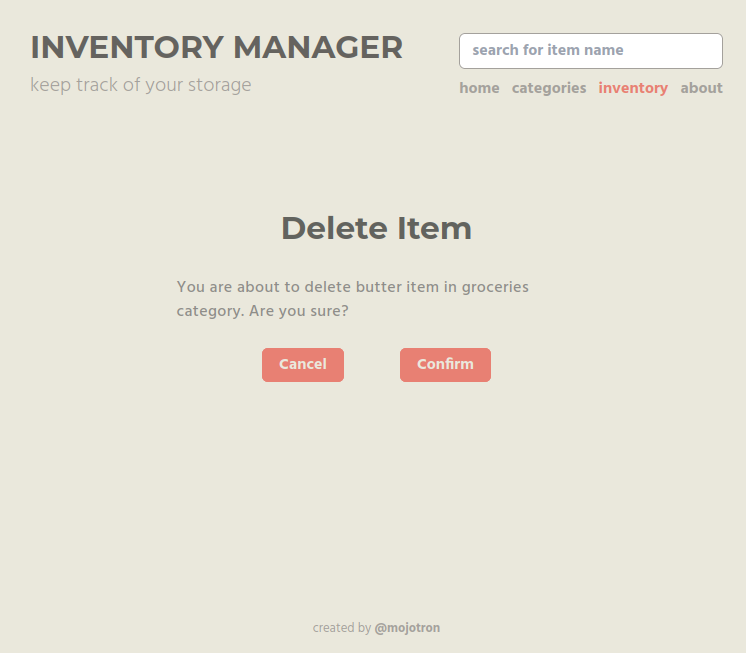 INVENTORY MANAGER
keep track of your storage
search for item name
home categories inventory about
Delete Item
You are about to delete butter item in groceries
category. Are you sure?
Cancel Confirm
created by @mojotron